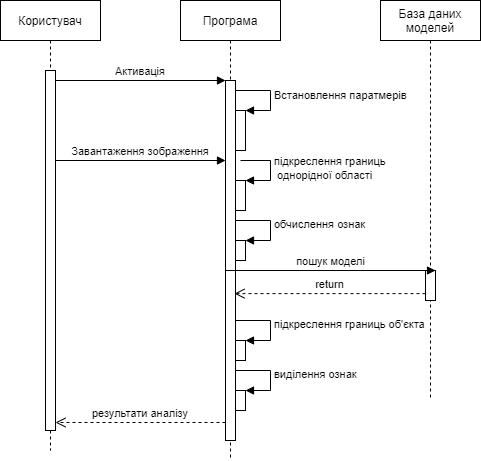 Користувач
Програма
База даних
моделей
Активація
Встановлення паратмерів
Завантаження зображення
підкреслення границь
однорідної області
обчислення ознак
пошук моделі
return
підкреслення границь об'єкта
виділення ознак
результати аналізу